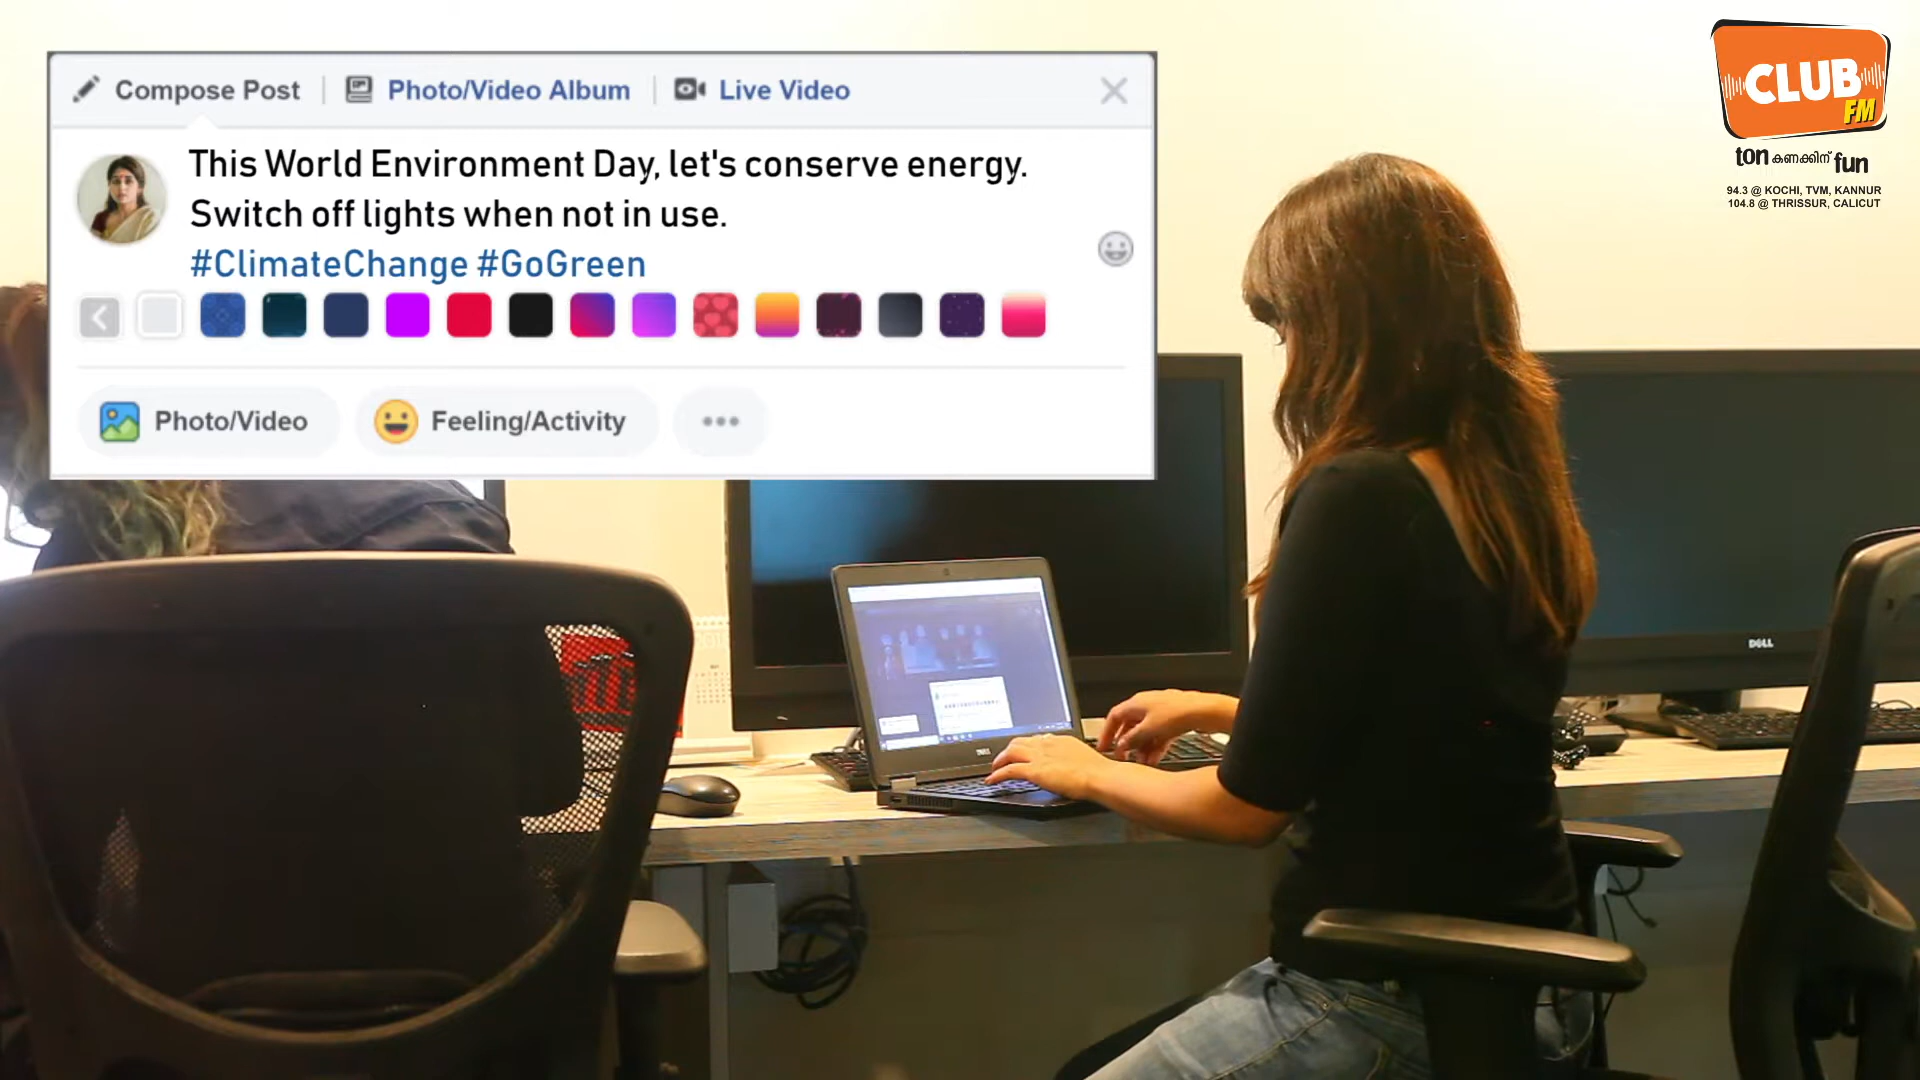 Compose Post
Photo/Video Album
Live Video
This World Environment Day, let's conserve energy.
Switch off lights when not in use.
#ClimateChange #GoGreen
Photo/Video
Feeling/Activity
CLUB
FM
ton കണക്കിന് fun
94.3 @ KOCHI, TVM, KANNUR
104.8 @ THRISSUR, CALICUT
DELL
DELL